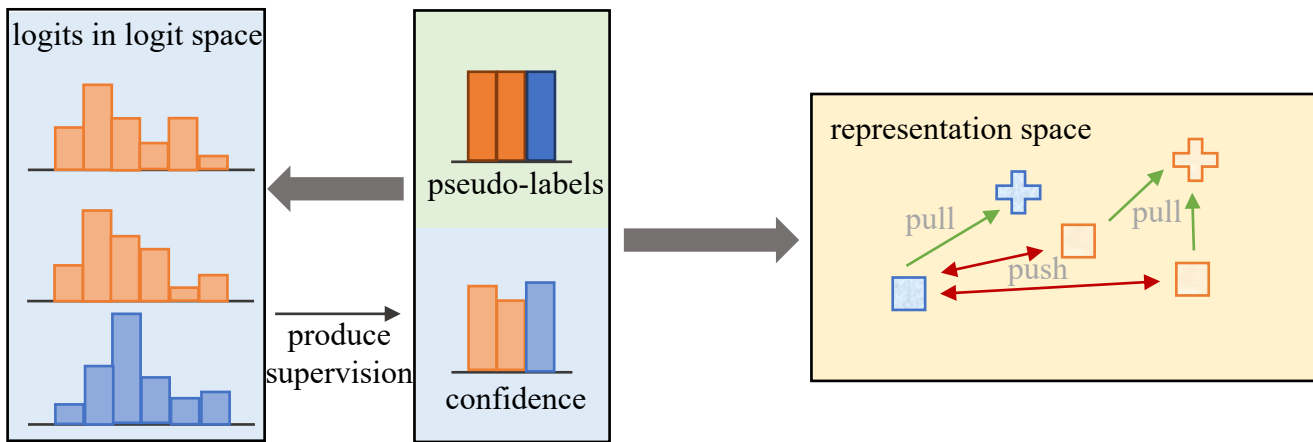 logits in logit space
pseudo-labels
produce
supervision
confidence
representation space
pull
pull
push